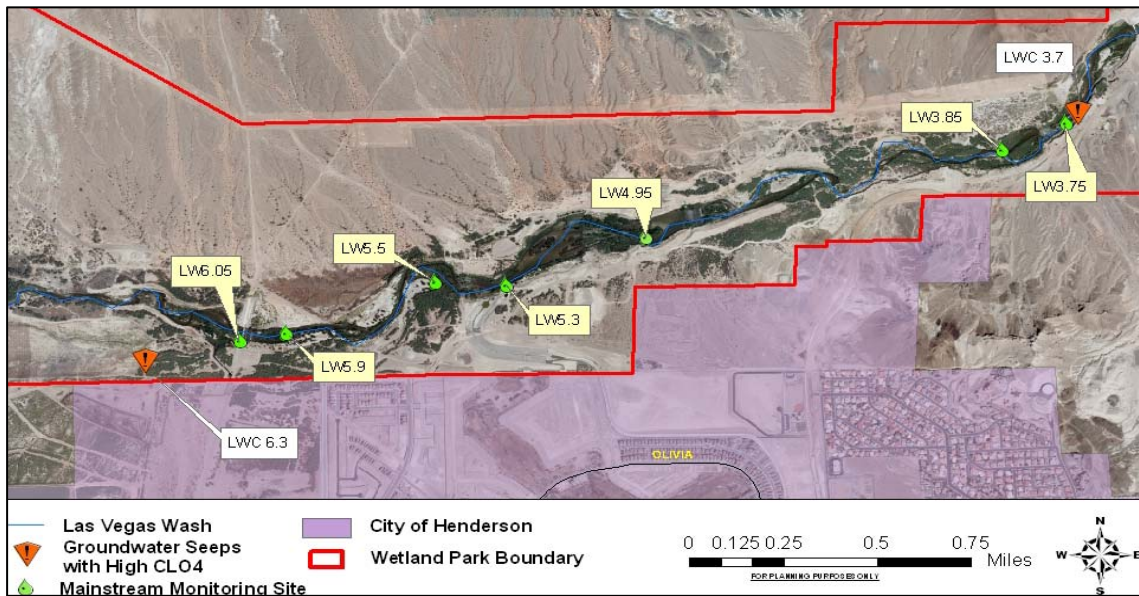 LWC 3.7
LW3.85
LW3.75
LW4.95
LW5.5
LW6.05
LW5.3
LW5.9
LWC 6.3
OLIVIA
Las Vegas Wash
Groundwater Seeps
with High CLO4
Mainstream Monitoring Site
City of Henderson
Wetland Park Boundary
0 0.125 0.25 0.5 0.75
Miles
FOR PLANNING PURPOSES ONLY
N
W E
S